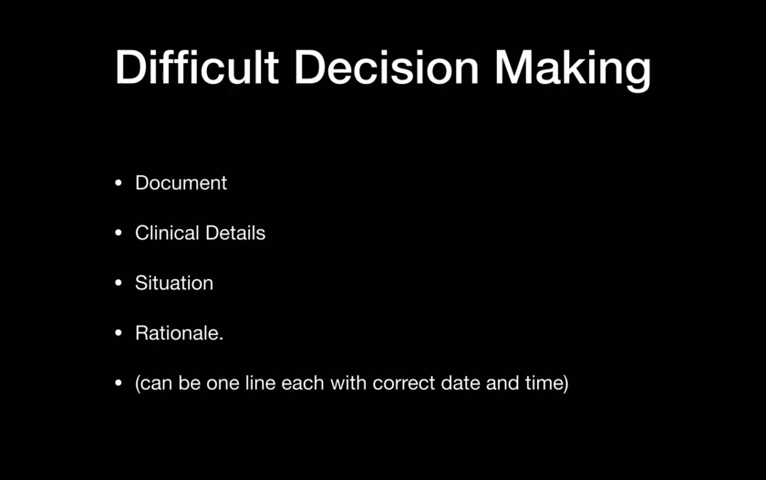 Difficult Decision Making
• Document
• Clinical Details
• Situation
• Rationale.
• (can be one line each with correct date and time)